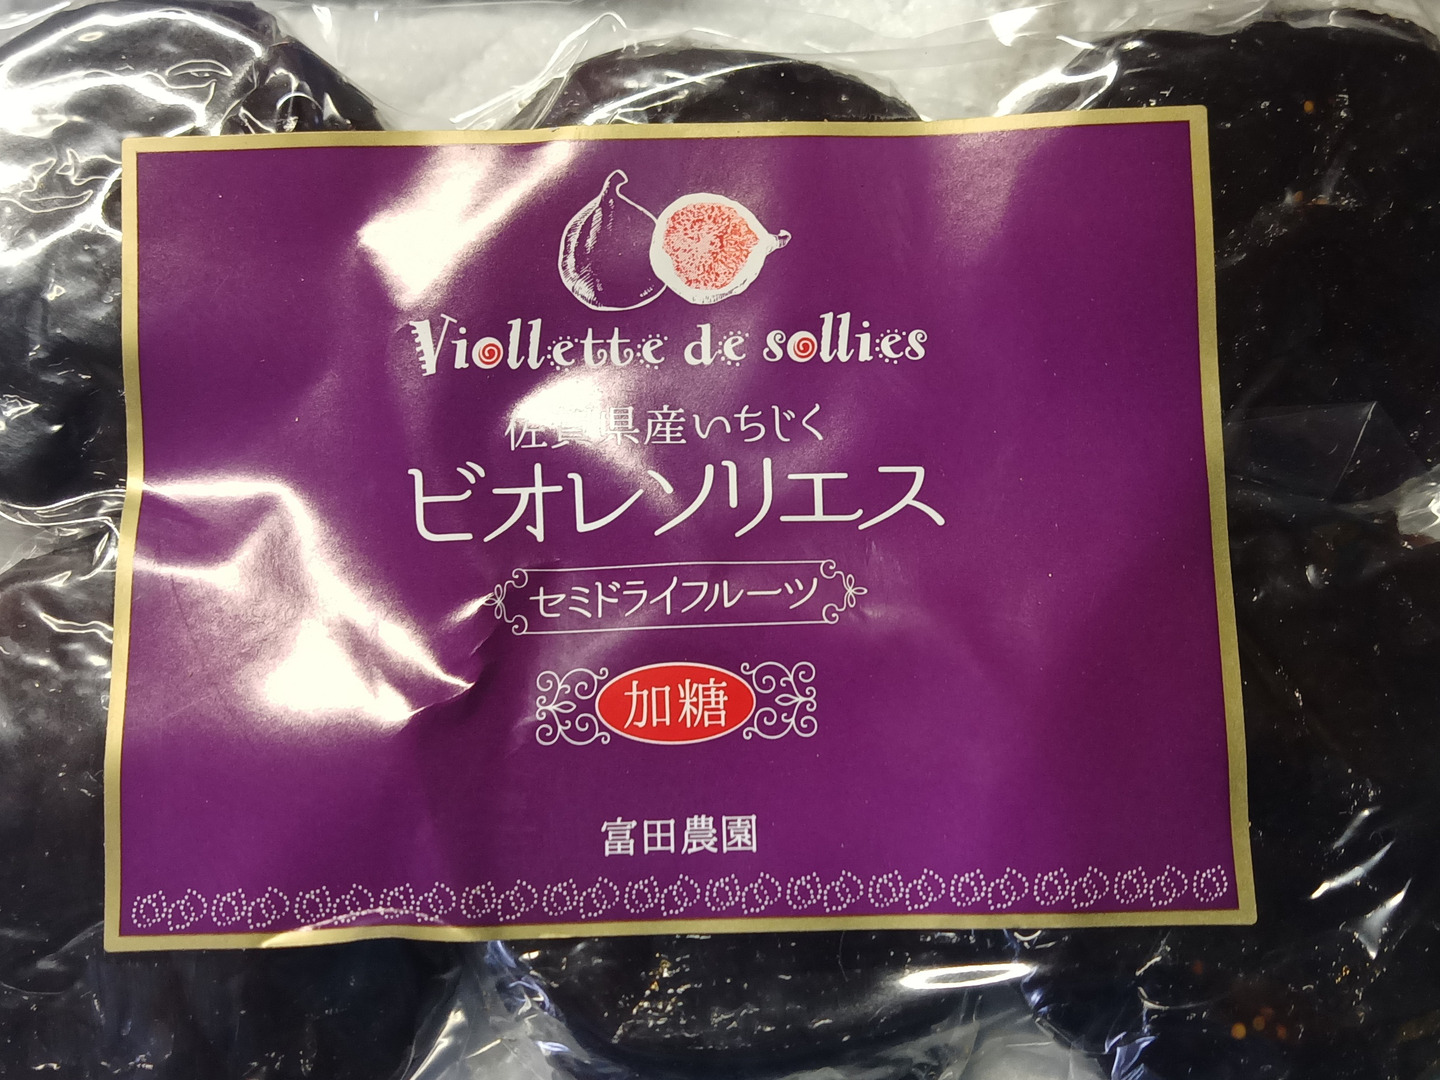 Viollette de sollies
佐賀県産いちじく
ビオレソリエス
セミドライフルーツ
加糖
富田農園